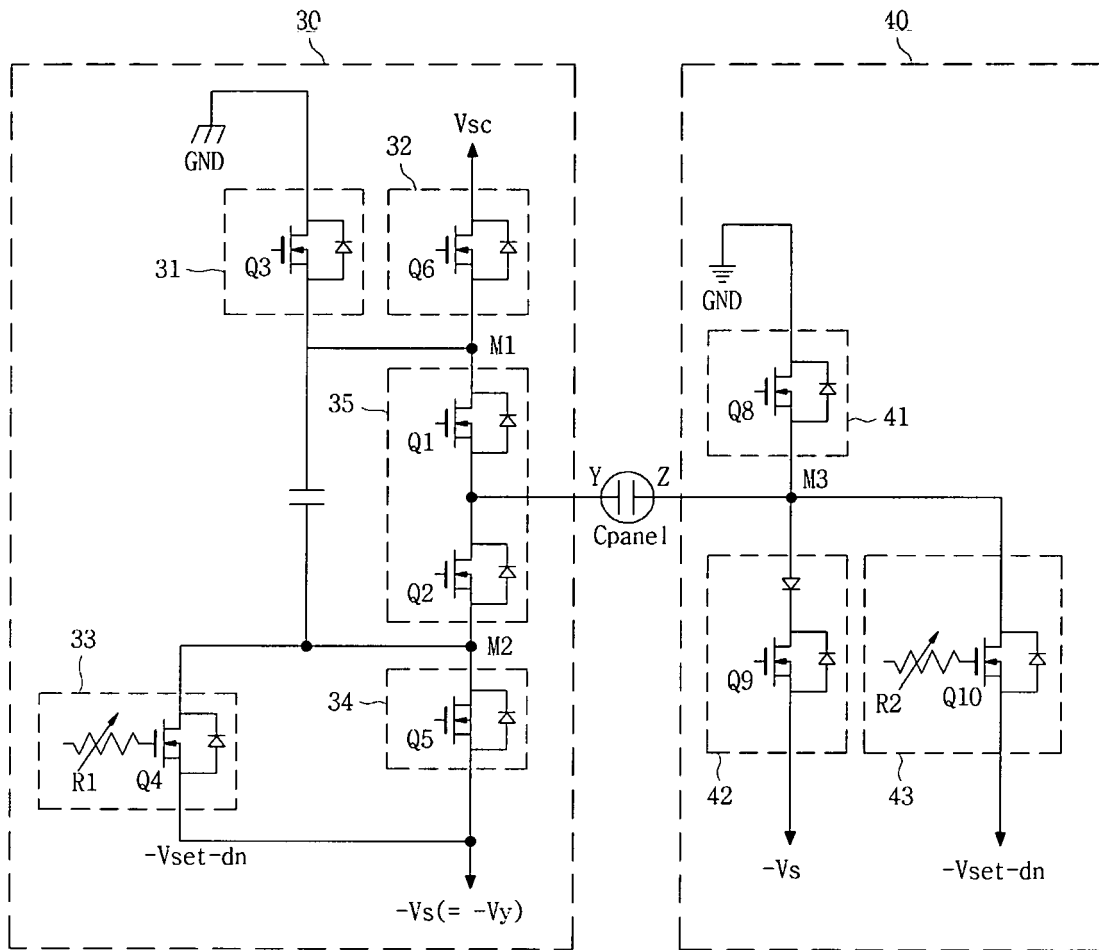 30
40
Vsc
GND
32
31
Q3
Q6
GND
M1
35
Q8
41
Q1
Y
Z
M3
Cpanel
Q2
33
M2
34
Q9
R2
Q10
Q5
R1
Q4
42
43
-Vset-dn
-Vs
-Vset-dn
-Vs(= -Vy)